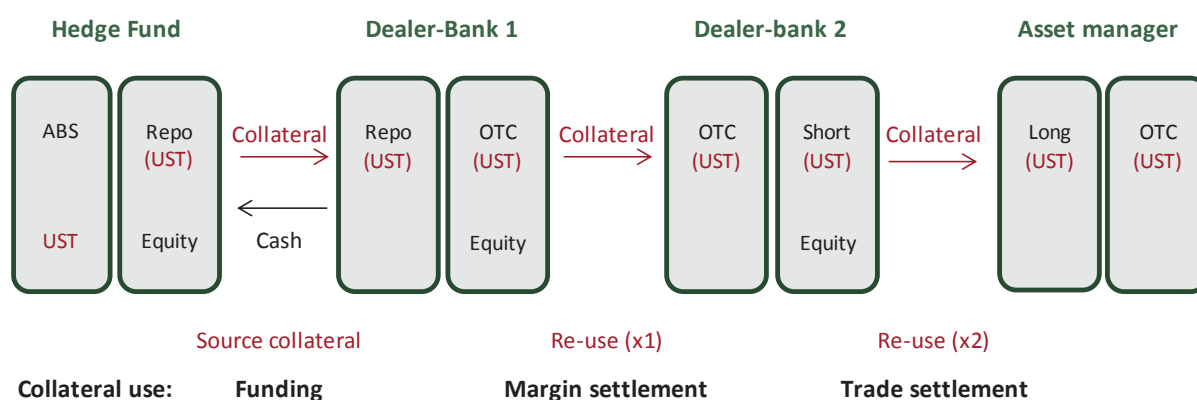 Hedge Fund Dealer-Bank 1 Dealer-bank 2 Asset manager
ABS Repo Collateral Repo OTC Collateral OTC Short Collateral Long OTC
(UST) (UST) (UST) (UST) (UST) (UST) (UST)
UST Equity Cash Equity Equity
Source collateral Re-use (x1) Re-use (x2)
Collateral use: Funding Margin settlement Trade settlement